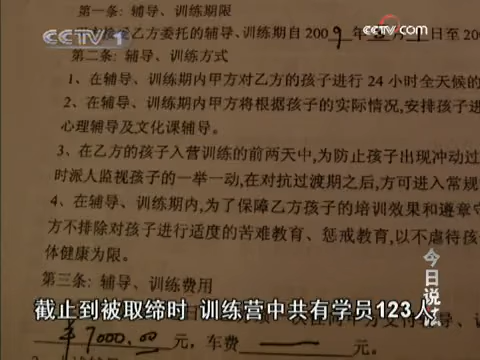 第一条: 辅导、训练期限
CCTV 1
cctv.com
受乙方委托的辅导、训练期自 2009 年 月 1 日至 200
第二条: 辅导、训练方式
1、在辅导、训练期内甲方对乙方的孩子进行 24 小时全天候的
2、在辅导、训练期内甲方将根据孩子的实际情况,安排孩子进
心理辅导及文化课辅导。
3、在乙方的孩子入营训练的前两天中,为防止孩子出现冲动过
时派人监视孩子的一举一动,在对抗过渡期之后,方可进入常规
4、在辅导、训练期内,为了保障乙方孩子的培训效果和遵章守
方不排除对孩子进行适度的苦难教育、惩戒教育,以不虐待孩子
体健康为限。
今日说法
第三条: 辅导、训练费用
截止到被取缔时 训练营中共有学员123人
¥7000.00 元, 车费 元,